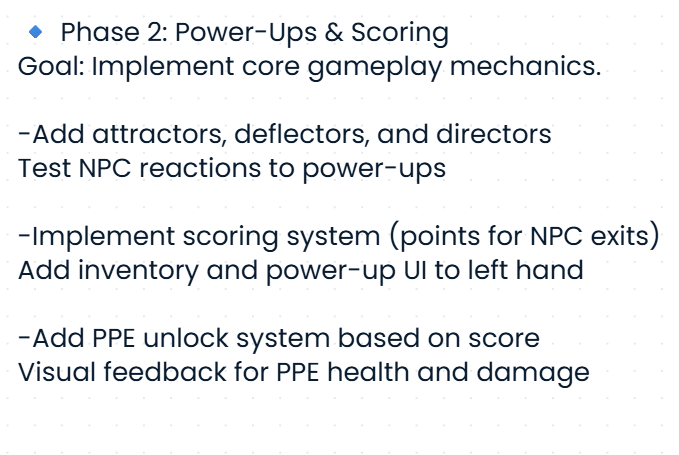 🔹 Phase 2: Power-Ups & Scoring
Goal: Implement core gameplay mechanics.
-Add attractors, deflectors, and directors
Test NPC reactions to power-ups
-Implement scoring system (points for NPC exits)
Add inventory and power-up UI to left hand
-Add PPE unlock system based on score
Visual feedback for PPE health and damage